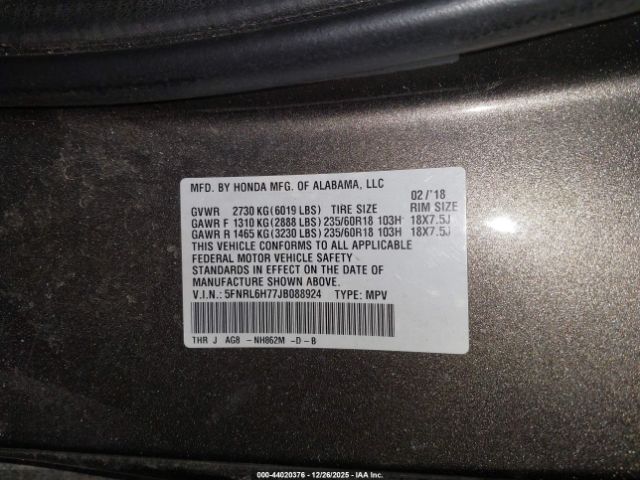 MFD. BY HONDA MFG. OF ALABAMA, LLC 02/'18
GVWR 2730 KG(6019 LBS) TIRE SIZE RIM SIZE
GAWR F 1310 KG(2888 LBS) 235/60R18 103H 18X7.5J
GAWR R 1465 KG(3230 LBS) 235/60R18 103H 18X7.5J
THIS VEHICLE CONFORMS TO ALL APPLICABLE
FEDERAL MOTOR VEHICLE SAFETY
STANDARDS IN EFFECT ON THE DATE OF
MANUFACTURE SHOWN ABOVE.
V.I.N.: 5FNRL6H77JB088924 TYPE: MPV
THR J AG8 -NH862M -D-B
000-44020376 • 12/26/2025 • IAAI Inc. • Copyright